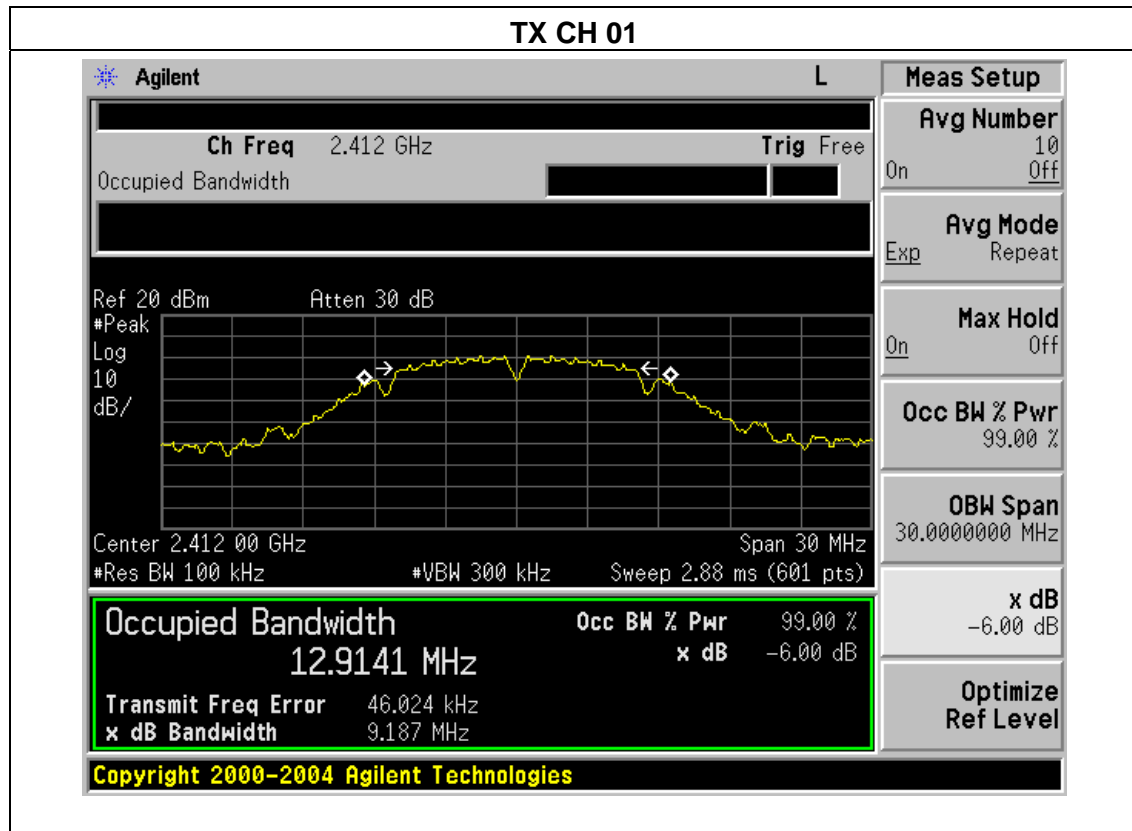 TX CH 01
Agilent L
Meas Setup
Ch Freq 2.412 GHz Trig Free
Occupied Bandwidth
Avg Number
10
On Off
Avg Mode
Exp Repeat
Max Hold
On Off
Occ BW % Pwr
99.00 %
OBW Span
30.0000000 MHz
x dB
-6.00 dB
Optimize
Ref Level
Ref 20 dBm Atten 30 dB
#Peak
Log
10
dB/
Center 2.412 00 GHz Span 30 MHz
#Res BW 100 kHz #VBW 300 kHz Sweep 2.88 ms (601 pts)
Occupied Bandwidth Occ BW % Pwr 99.00 %
12.9141 MHz x dB -6.00 dB
Transmit Freq Error 46.024 kHz
x dB Bandwidth 9.187 MHz
Copyright 2000-2004 Agilent Technologies